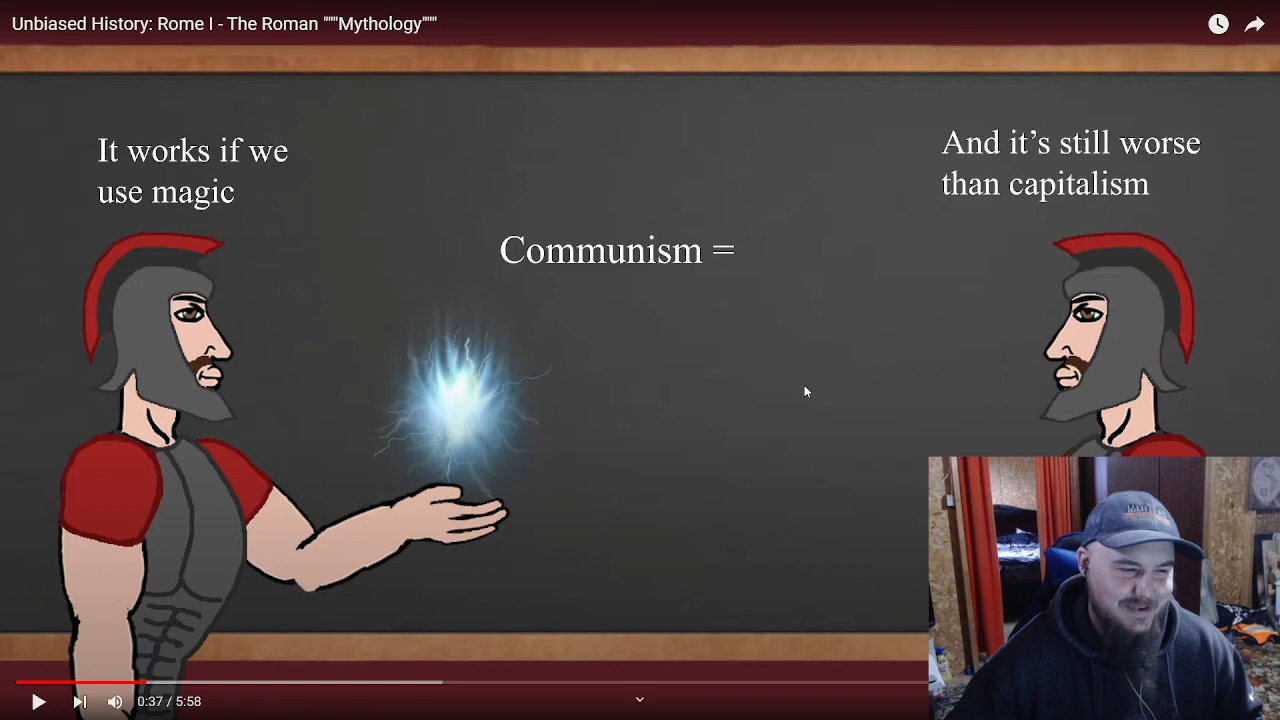 Unbiased History: Rome I - The Roman """Mythology"""
It works if we
use magic
And it's still worse
than capitalism
Communism =
0:37 / 5:58